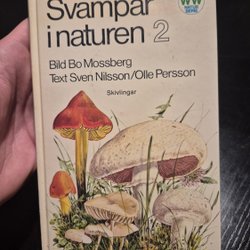 Svampar
i naturen 2
Bild Bo Mossberg
Text Sven Nilsson/Olle Persson
Skivlingar